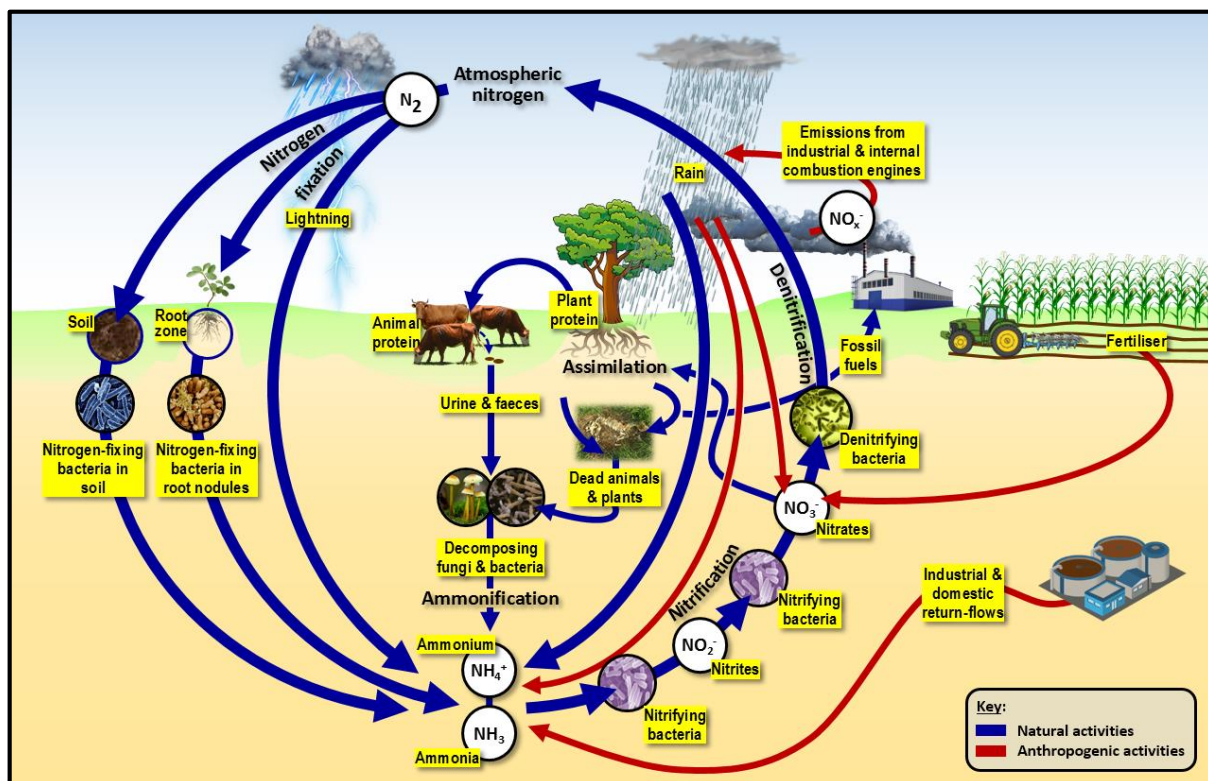 Atmospheric
nitrogen
N₂
Nitrogen
fixation
Lightning
Rain
Emissions from
industrial & internal
combustion engines
NOₓ⁻
Soil
Root
zone
Animal
protein
Plant
protein
Denitrification
Fossil
fuels
Fertiliser
Assimilation
Urine & faeces
Nitrogen-fixing
bacteria in
soil
Nitrogen-fixing
bacteria in
root nodules
Dead animals
& plants
Denitrifying
bacteria
NO₃⁻
Nitrates
Decomposing
fungi & bacteria
Ammonification
Nitrification
Nitrifying
bacteria
Industrial &
domestic
return-flows
Ammonium
NH₄⁺
NO₂⁻
Nitrites
Nitrifying
bacteria
NH₃
Ammonia
Key:
Natural activities
Anthropogenic activities